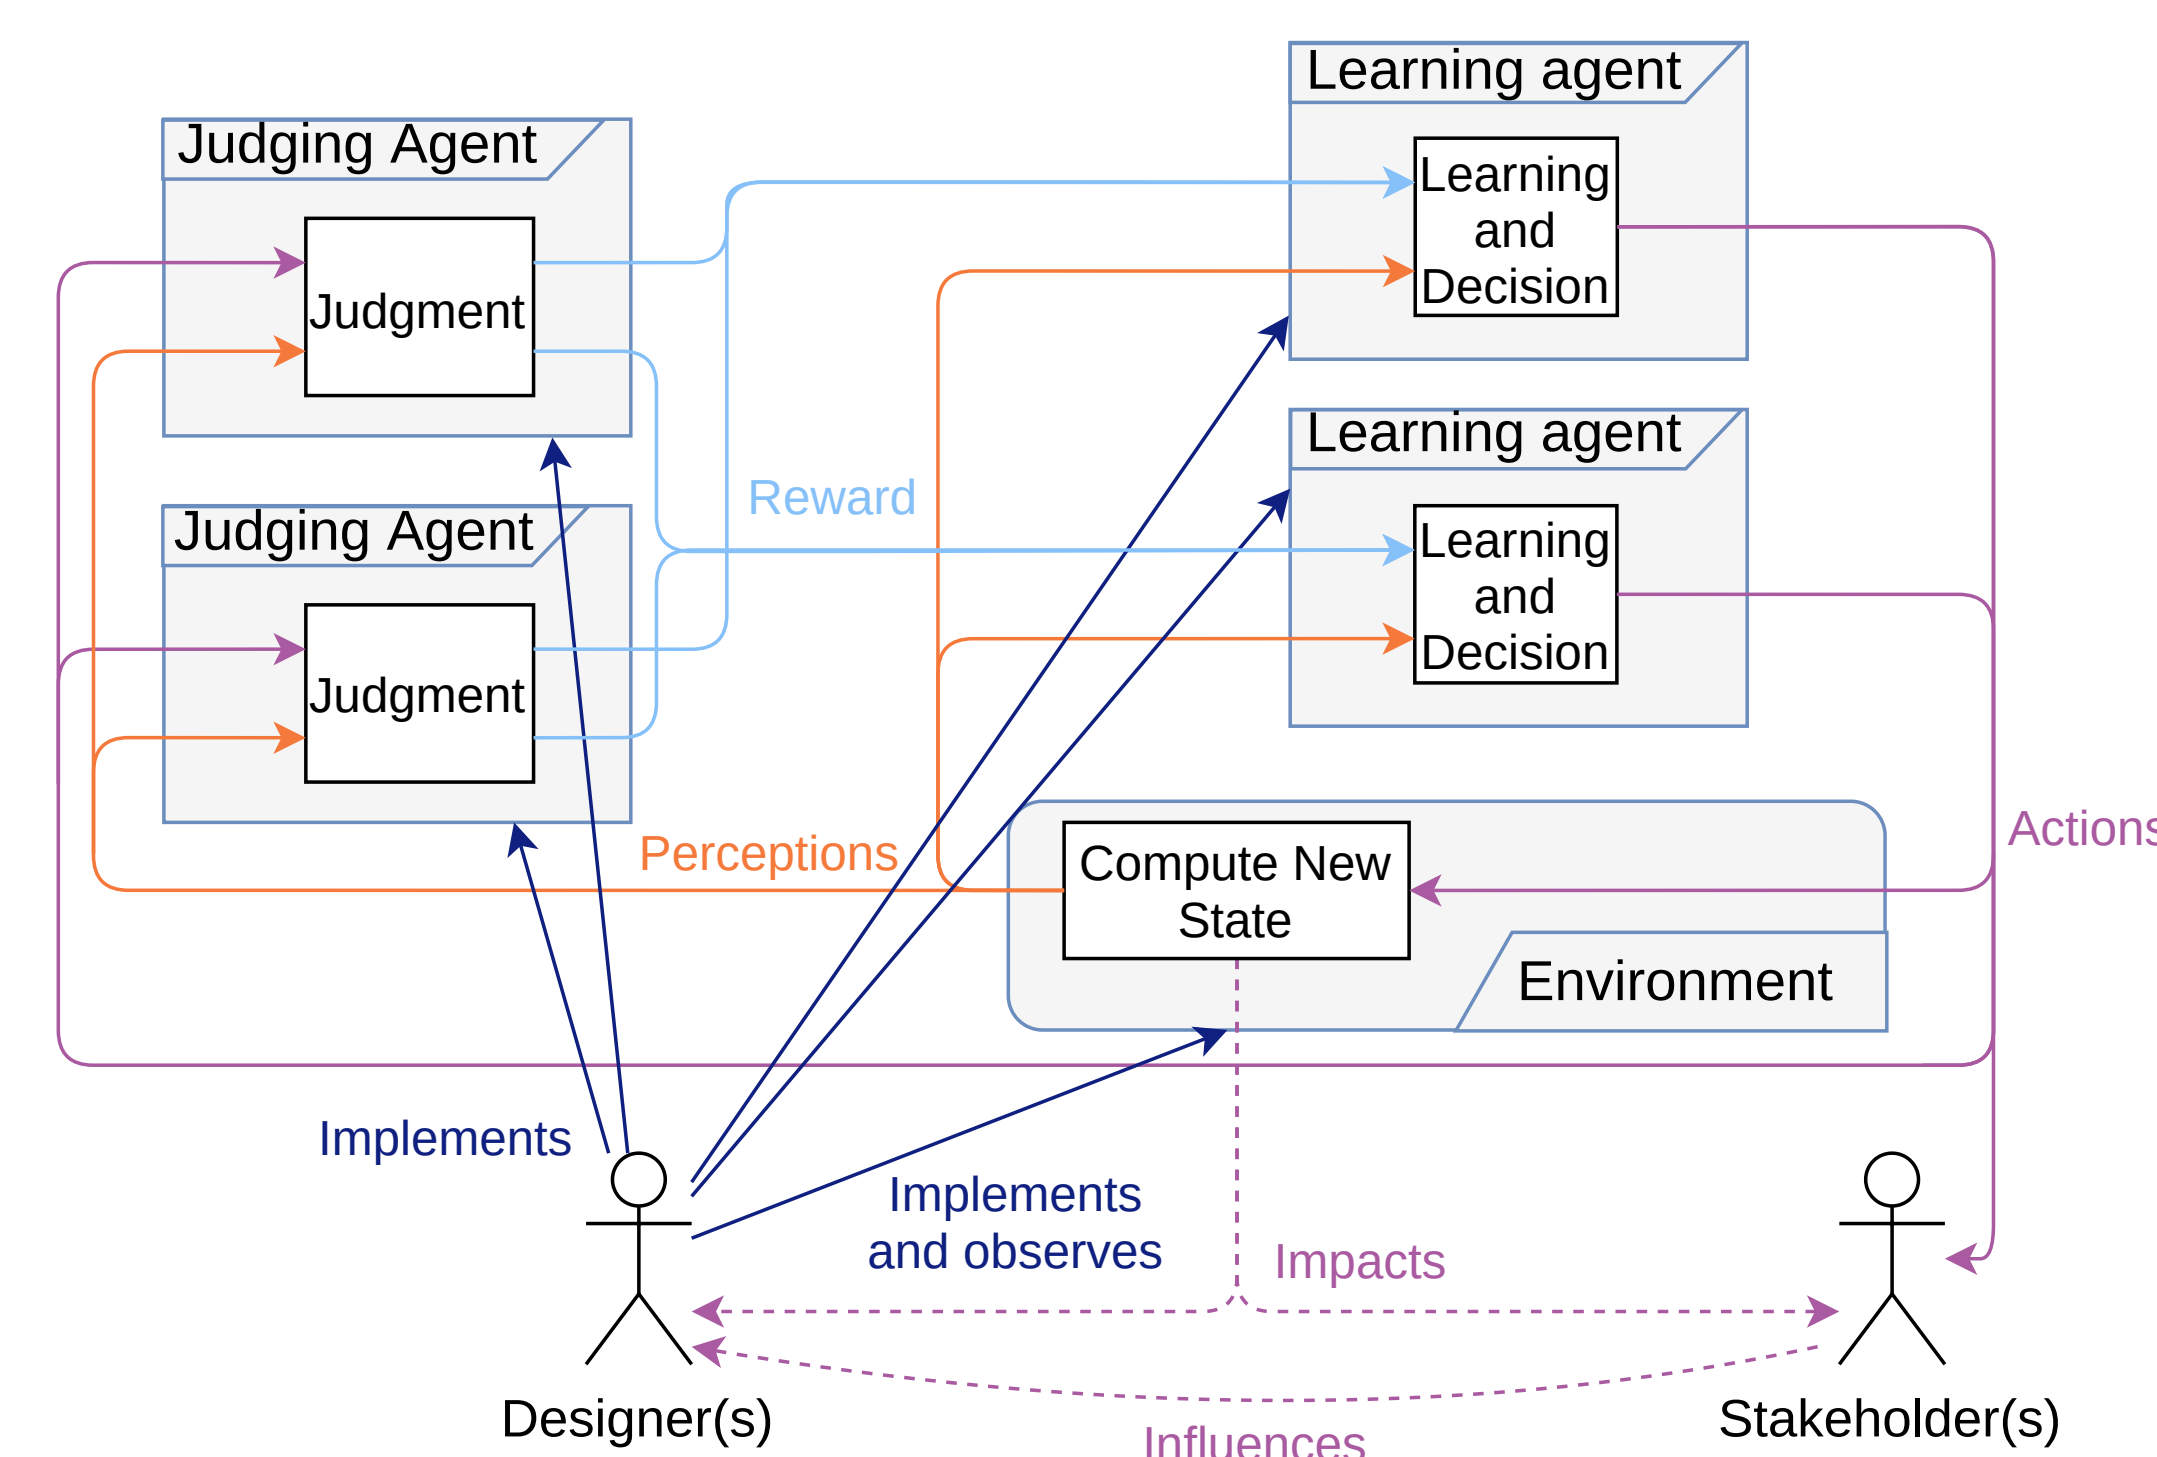 Learning agent
Judging Agent
Learning
and
Decision
Judgment
Learning agent
Reward
Judging Agent
Learning
and
Decision
Judgment
Actions
Perceptions
Compute New
State
Environment
Implements
Implements
and observes
Impacts
Designer(s)
Stakeholder(s)
Influences